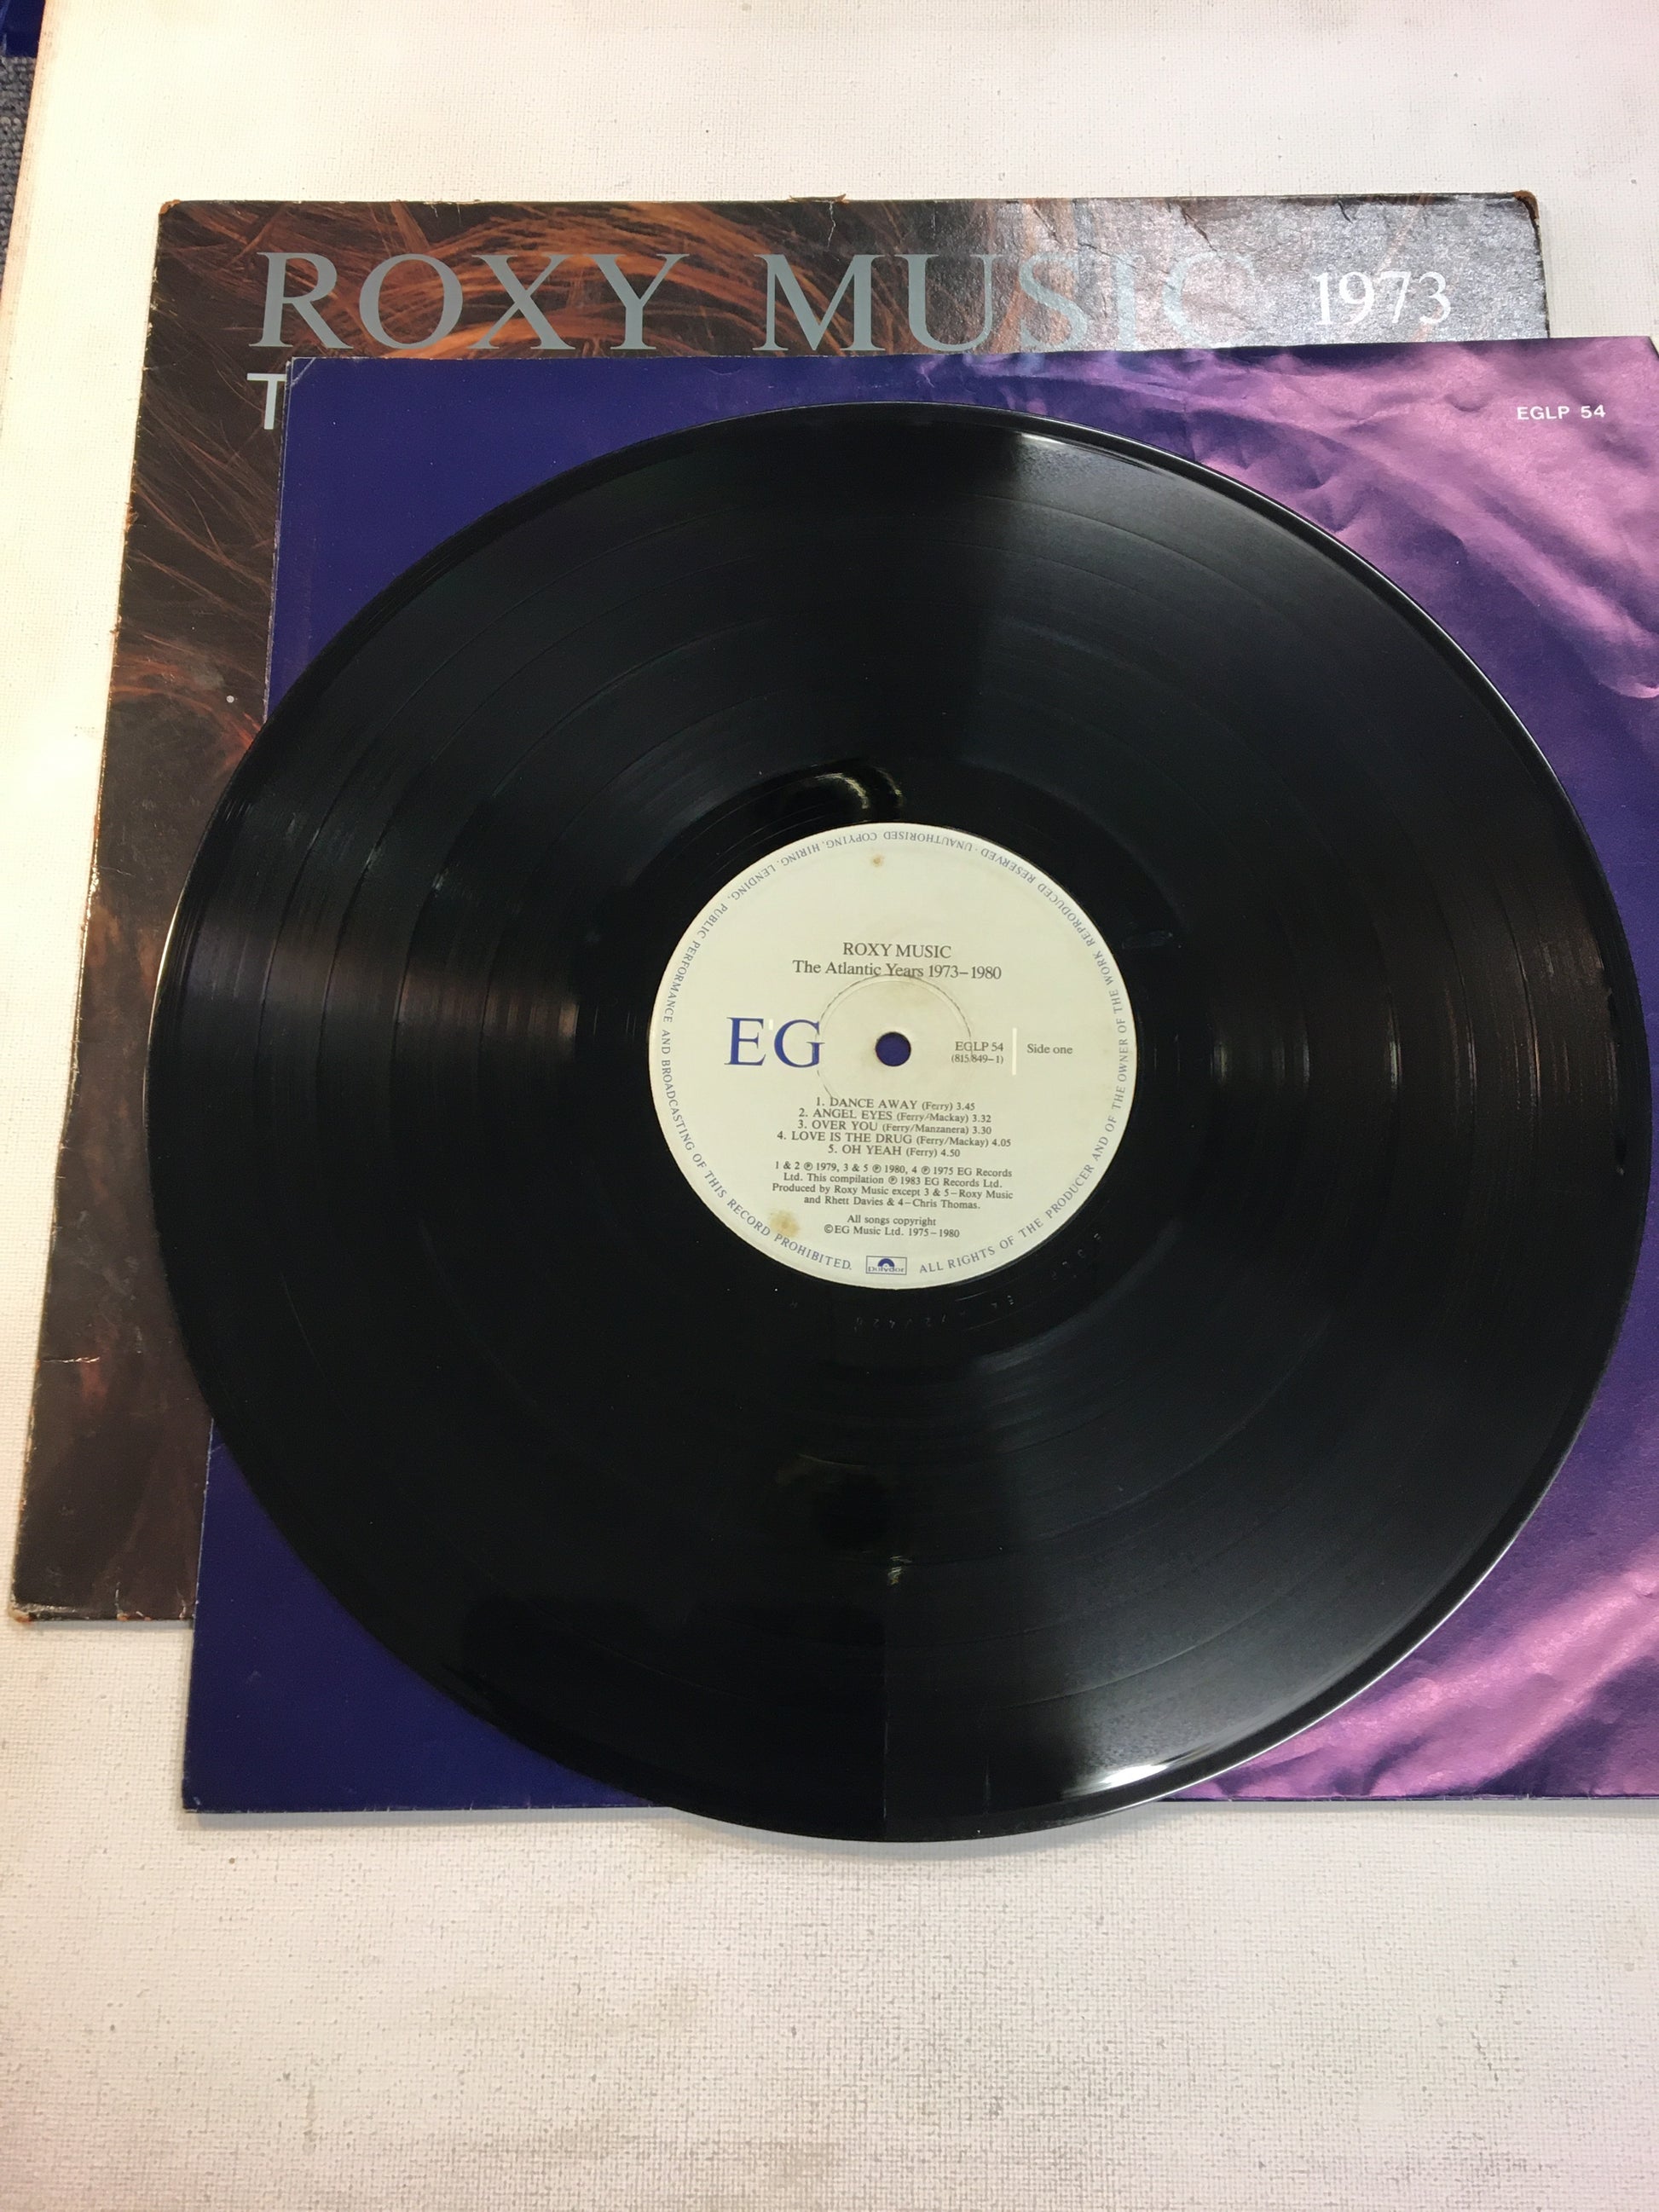 ROXY MUSIC 1973
T
EGLP 54
ROXY MUSIC
The Atlantic Years 1973–1980
E'G
EGLP 54
(815849–1)
Side one
1. DANCE AWAY (Ferry) 3.45
2. ANGEL EYES (Ferry/Mackay) 3.32
3. OVER YOU (Ferry/Manzanera) 3.30
4. LOVE IS THE DRUG (Ferry/Mackay) 4.05
5. OH YEAH (Ferry) 4.50
1 & 2 ℗ 1979, 3 & 5 ℗ 1980, 4 ℗ 1975 EG Records
Ltd. This compilation ℗ 1983 EG Records Ltd.
Produced by Roxy Music except 3 & 5–Roxy Music
and Rhett Davies & 4–Chris Thomas.
All songs copyright
©EG Music Ltd. 1975–1980
polydor
ALL RIGHTS OF THE PRODUCER AND OF THE OWNER OF THE WORK REPRODUCED RESERVED · UNAUTHORISED COPYING, HIRING, LENDING, PUBLIC PERFORMANCE AND BROADCASTING OF THIS RECORD PROHIBITED.